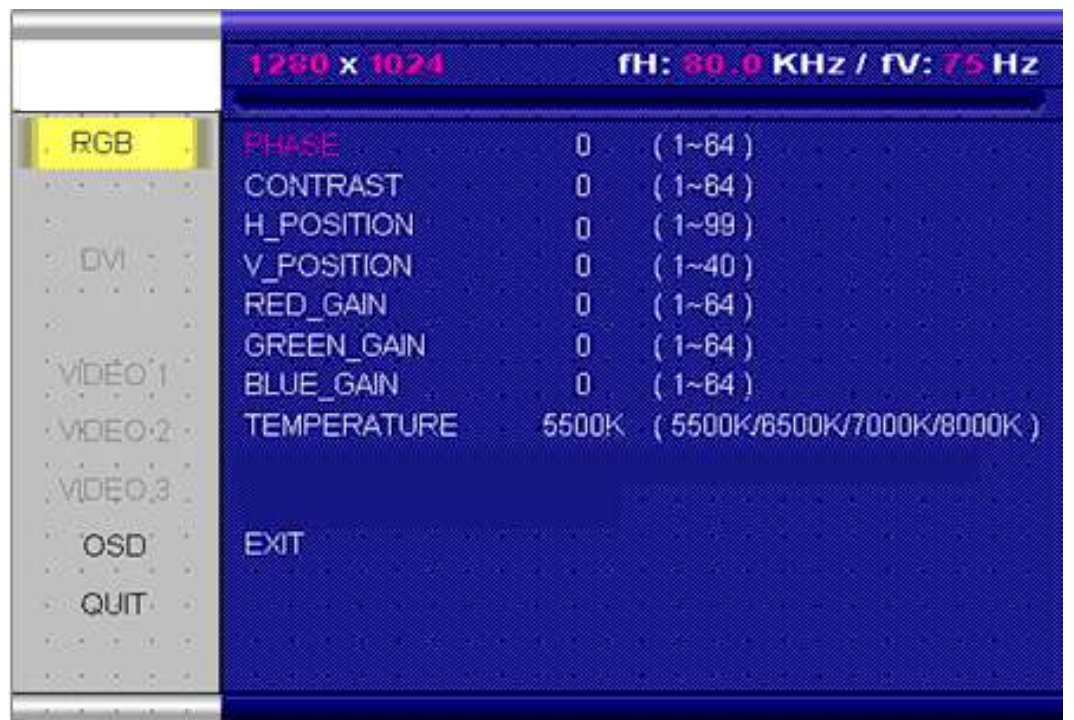 1280 x 1024 fH: 80.0 KHz / fV: 75 Hz
RGB
DVI
VIDEO 1
VIDEO 2
VIDEO 3
OSD
QUIT
PHASE 0 ( 1~64 )
CONTRAST 0 ( 1~64 )
H_POSITION 0 ( 1~99 )
V_POSITION 0 ( 1~40 )
RED_GAIN 0 ( 1~64 )
GREEN_GAIN 0 ( 1~64 )
BLUE_GAIN 0 ( 1~64 )
TEMPERATURE 5500K ( 5500K/6500K/7000K/8000K )
EXIT